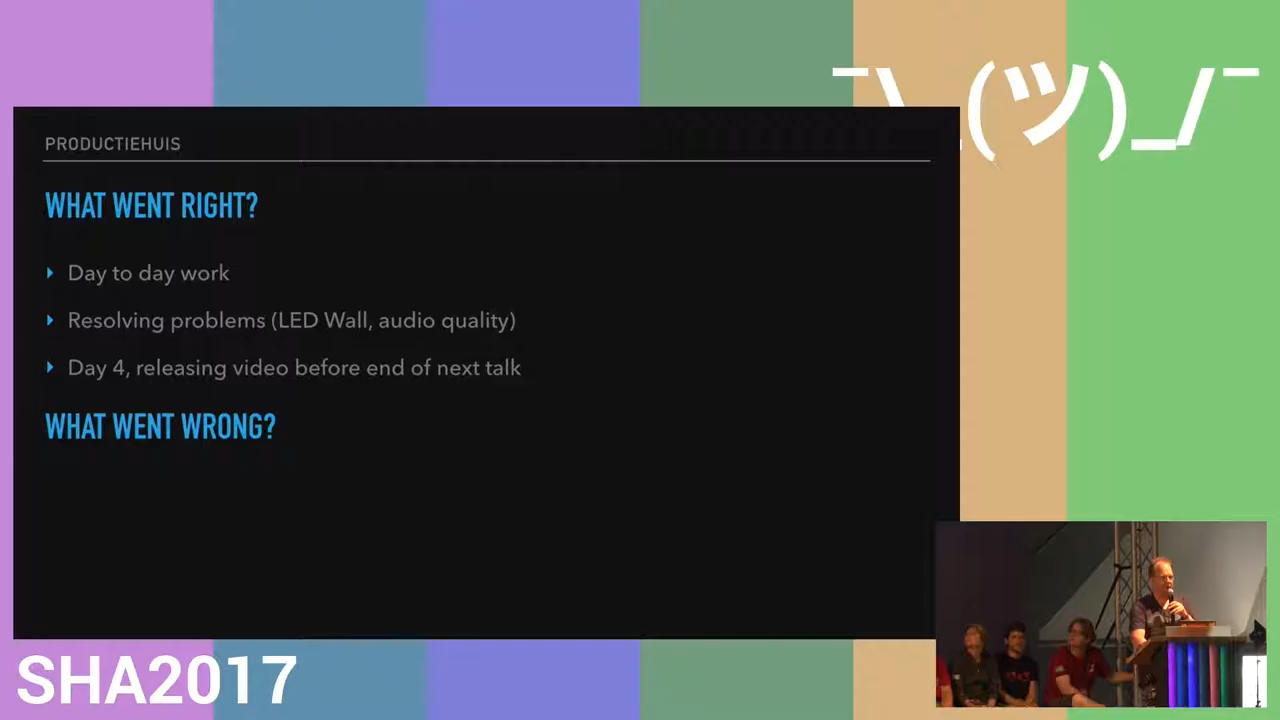 ¯\_(ツ)_/¯
PRODUCTIEHUIS
WHAT WENT RIGHT?
Day to day work
Resolving problems (LED Wall, audio quality)
Day 4, releasing video before end of next talk
WHAT WENT WRONG?
SHA2017